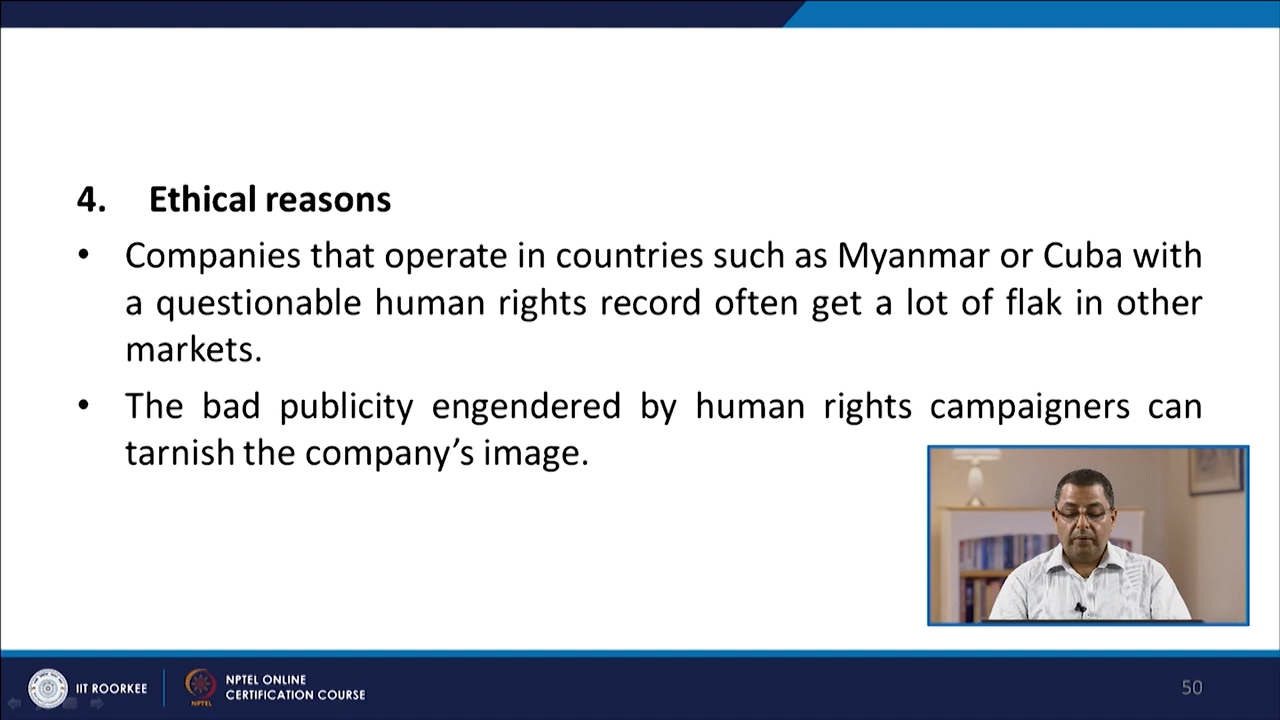 4. Ethical reasons
• Companies that operate in countries such as Myanmar or Cuba with
a questionable human rights record often get a lot of flak in other
markets.
• The bad publicity engendered by human rights campaigners can
tarnish the company’s image.
IIT ROORKEE
NPTEL
NPTEL ONLINE
CERTIFICATION COURSE
50